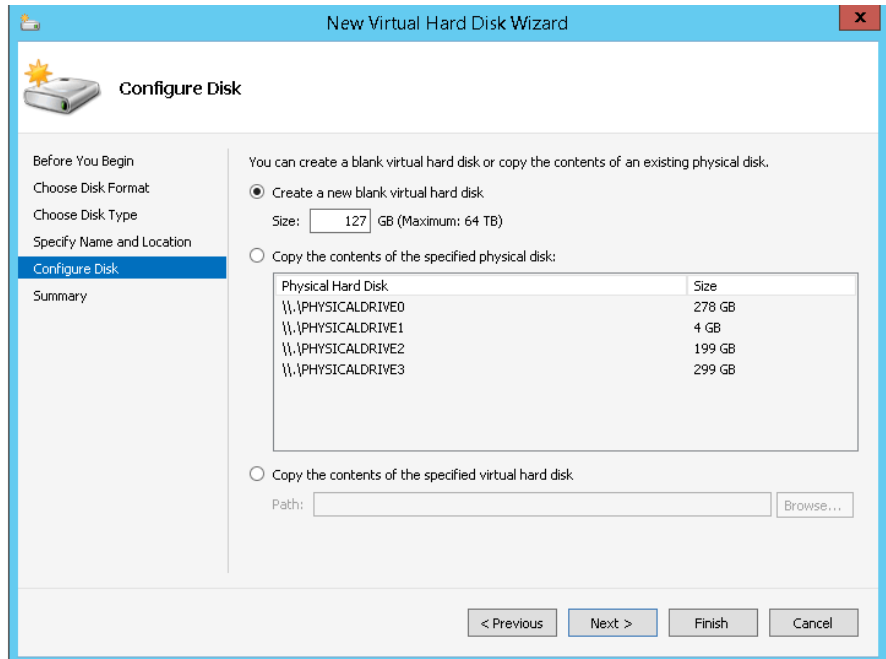 New Virtual Hard Disk Wizard
x
Configure Disk
Before You Begin
Choose Disk Format
Choose Disk Type
Specify Name and Location
Configure Disk
Summary
You can create a blank virtual hard disk or copy the contents of an existing physical disk.
Create a new blank virtual hard disk
Size: 127 GB (Maximum: 64 TB)
Copy the contents of the specified physical disk:
Physical Hard Disk Size
\\.\PHYSICALDRIVE0 278 GB
\\.\PHYSICALDRIVE1 4 GB
\\.\PHYSICALDRIVE2 199 GB
\\.\PHYSICALDRIVE3 299 GB
Copy the contents of the specified virtual hard disk
Path: Browse...
< Previous Next > Finish Cancel